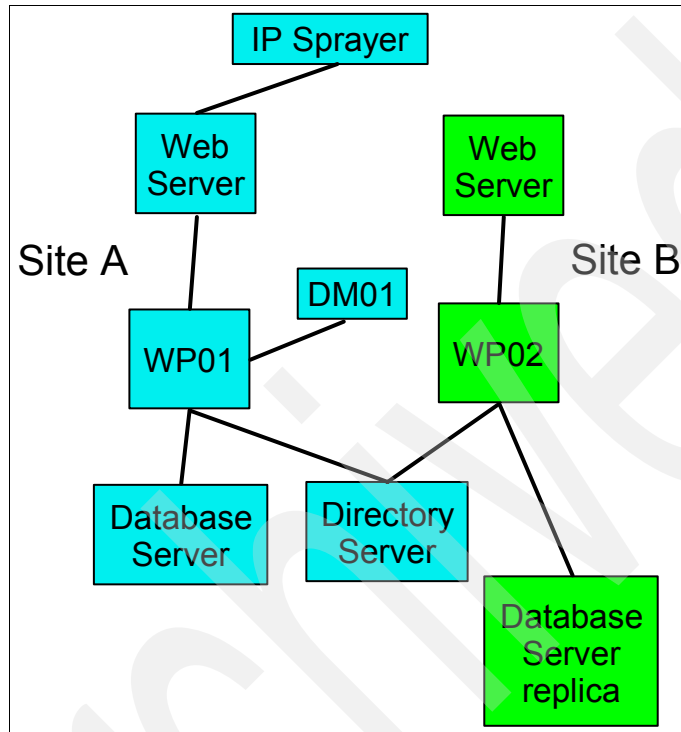 IP Sprayer
Web
Server
Web
Server
Site A
Site B
DM01
WP01
WP02
Database
Server
Directory
Server
Database
Server
replica